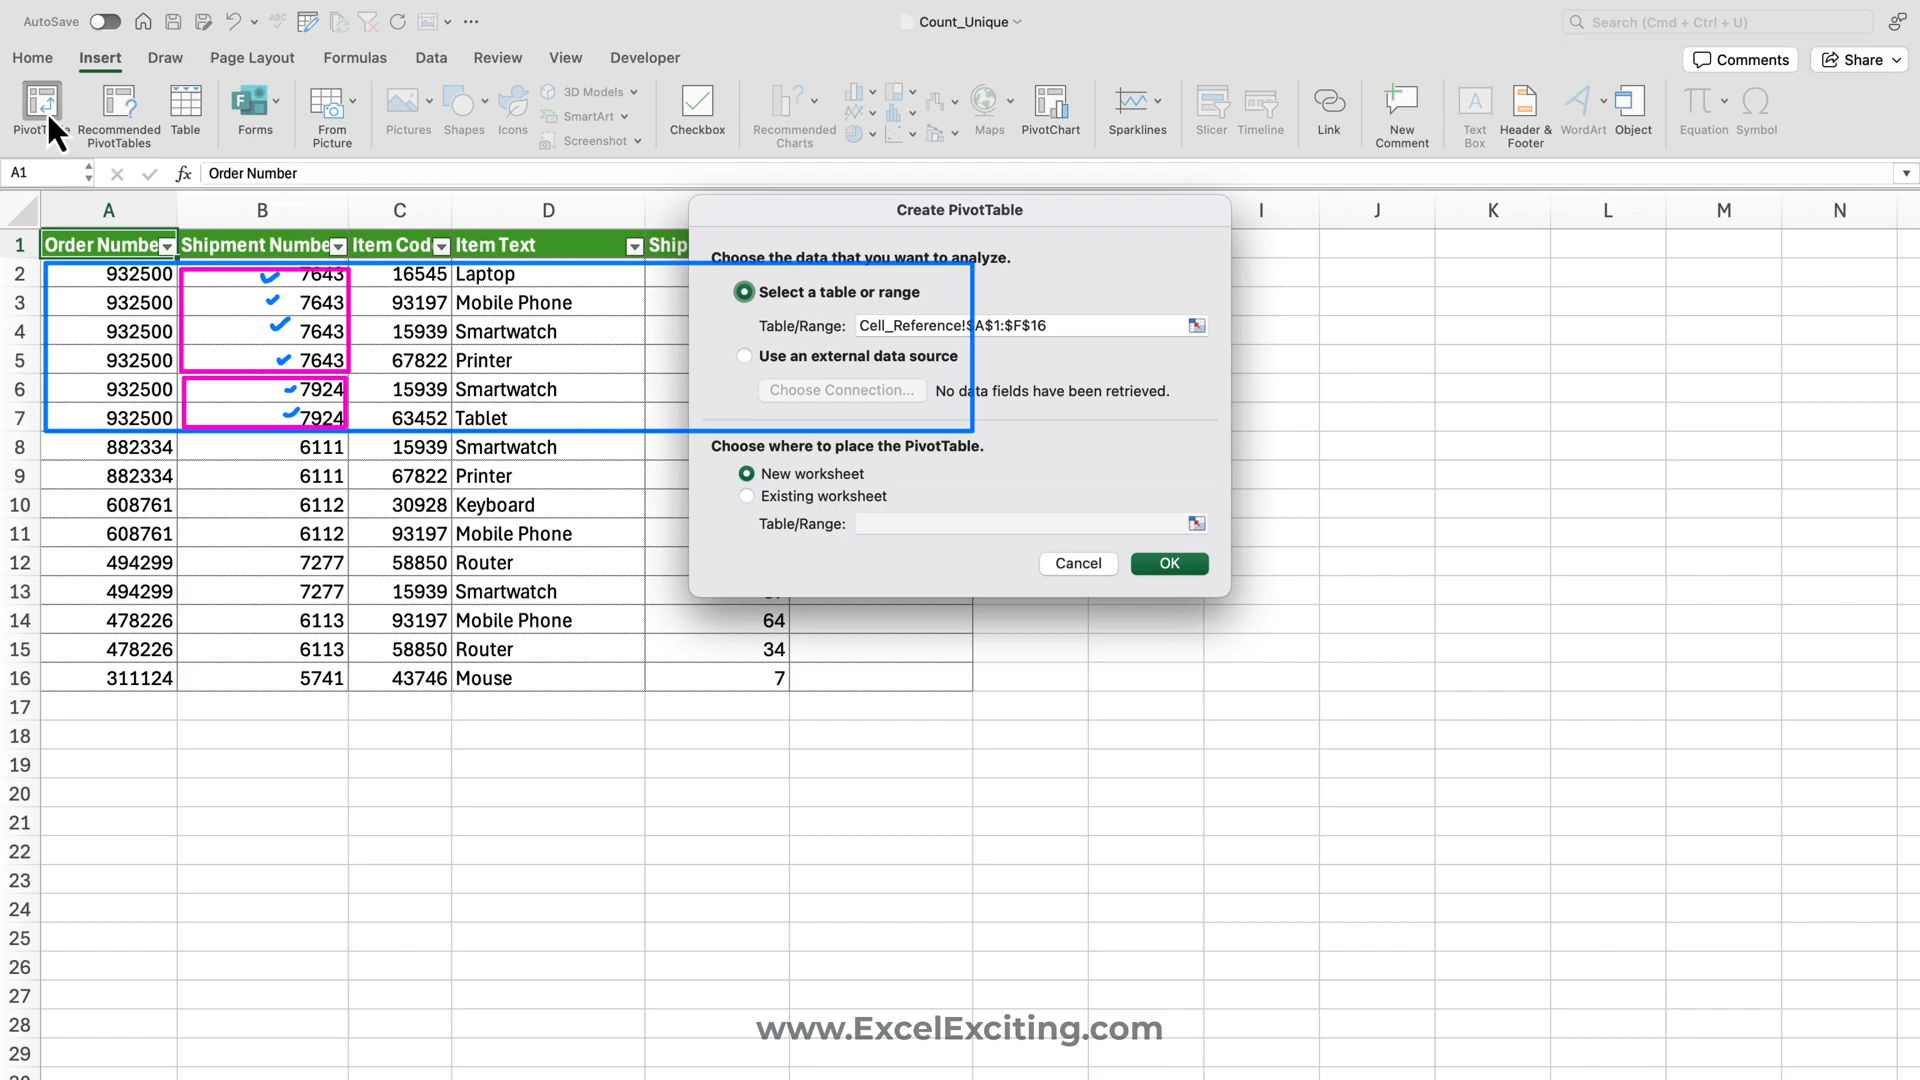 AutoSave
Count_Unique
Search (Cmd + Ctrl + U)
Home Insert Draw Page Layout Formulas Data Review View Developer
Comments Share
Recommended PivotTables
Table
Forms
From Picture
Pictures
Shapes
Icons
3D Models
SmartArt
Screenshot
Checkbox
Recommended Charts
Maps
PivotChart
Sparklines
Slicer
Timeline
Link
New Comment
Text Box
Header & Footer
WordArt
Object
Equation
Symbol
A1 fx Order Number
A B C D I J K L M N
1 Order Numbe Shipment Numbe Item Cod Item Text Ship
2 932500 7643 16545 Laptop
3 932500 7643 93197 Mobile Phone
4 932500 7643 15939 Smartwatch
5 932500 7643 67822 Printer
6 932500 7924 15939 Smartwatch
7 932500 7924 63452 Tablet
8 882334 6111 15939 Smartwatch
9 882334 6111 67822 Printer
10 608761 6112 30928 Keyboard
11 608761 6112 93197 Mobile Phone
12 494299 7277 58850 Router
13 494299 7277 15939 Smartwatch
14 478226 6113 93197 Mobile Phone 64
15 478226 6113 58850 Router 34
16 311124 5741 43746 Mouse 7
17
18
19
20
21
22
23
24
25
26
27
28
29
Create PivotTable
Choose the data that you want to analyze.
Select a table or range
Table/Range: Cell_Reference!$A$1:$F$16
Use an external data source
Choose Connection... No data fields have been retrieved.
Choose where to place the PivotTable.
New worksheet
Existing worksheet
Table/Range:
Cancel OK
www.ExcelExciting.com